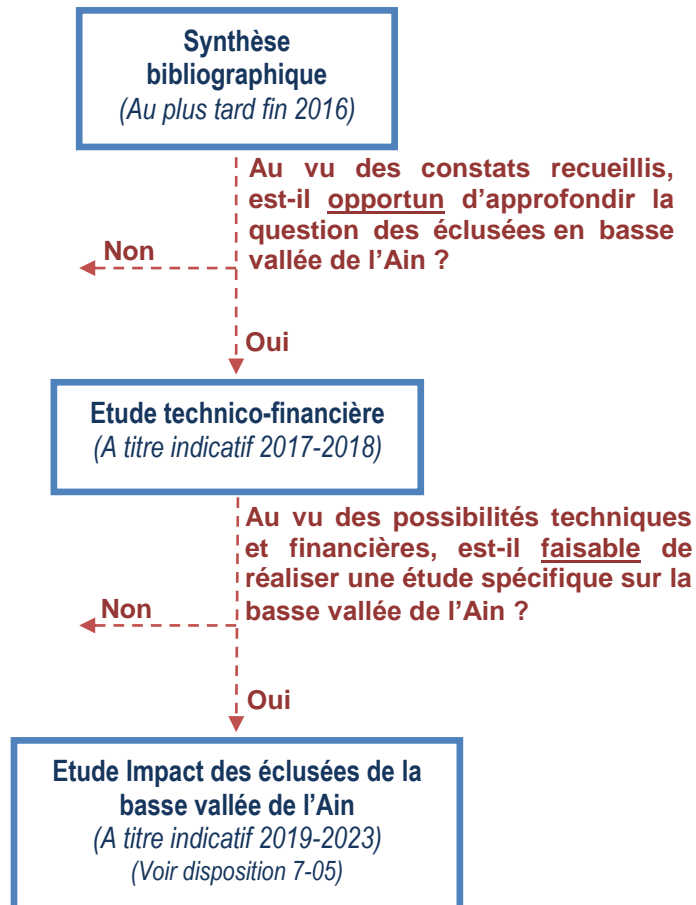 Synthèse
bibliographique
(Au plus tard fin 2016)
Au vu des constats recueillis,
est-il opportun d'approfondir la
question des éclusées en basse
vallée de l'Ain ?
Non
Oui
Etude technico-financière
(A titre indicatif 2017-2018)
Au vu des possibilités techniques
et financières, est-il faisable de
réaliser une étude spécifique sur la
basse vallée de l'Ain ?
Non
Oui
Etude Impact des éclusées de la
basse vallée de l'Ain
(A titre indicatif 2019-2023)
(Voir disposition 7-05)